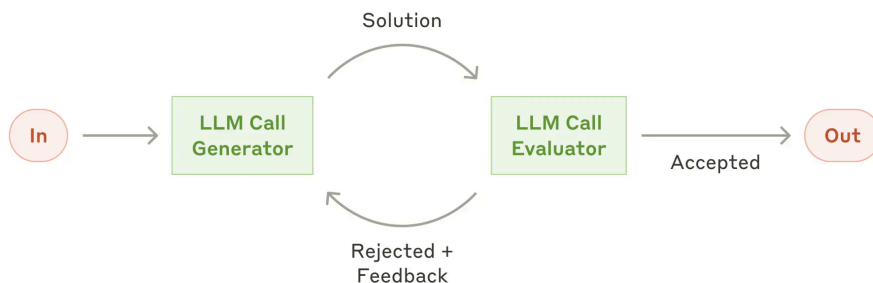 Solution
In
LLM Call
Generator
LLM Call
Evaluator
Accepted
Out
Rejected +
Feedback